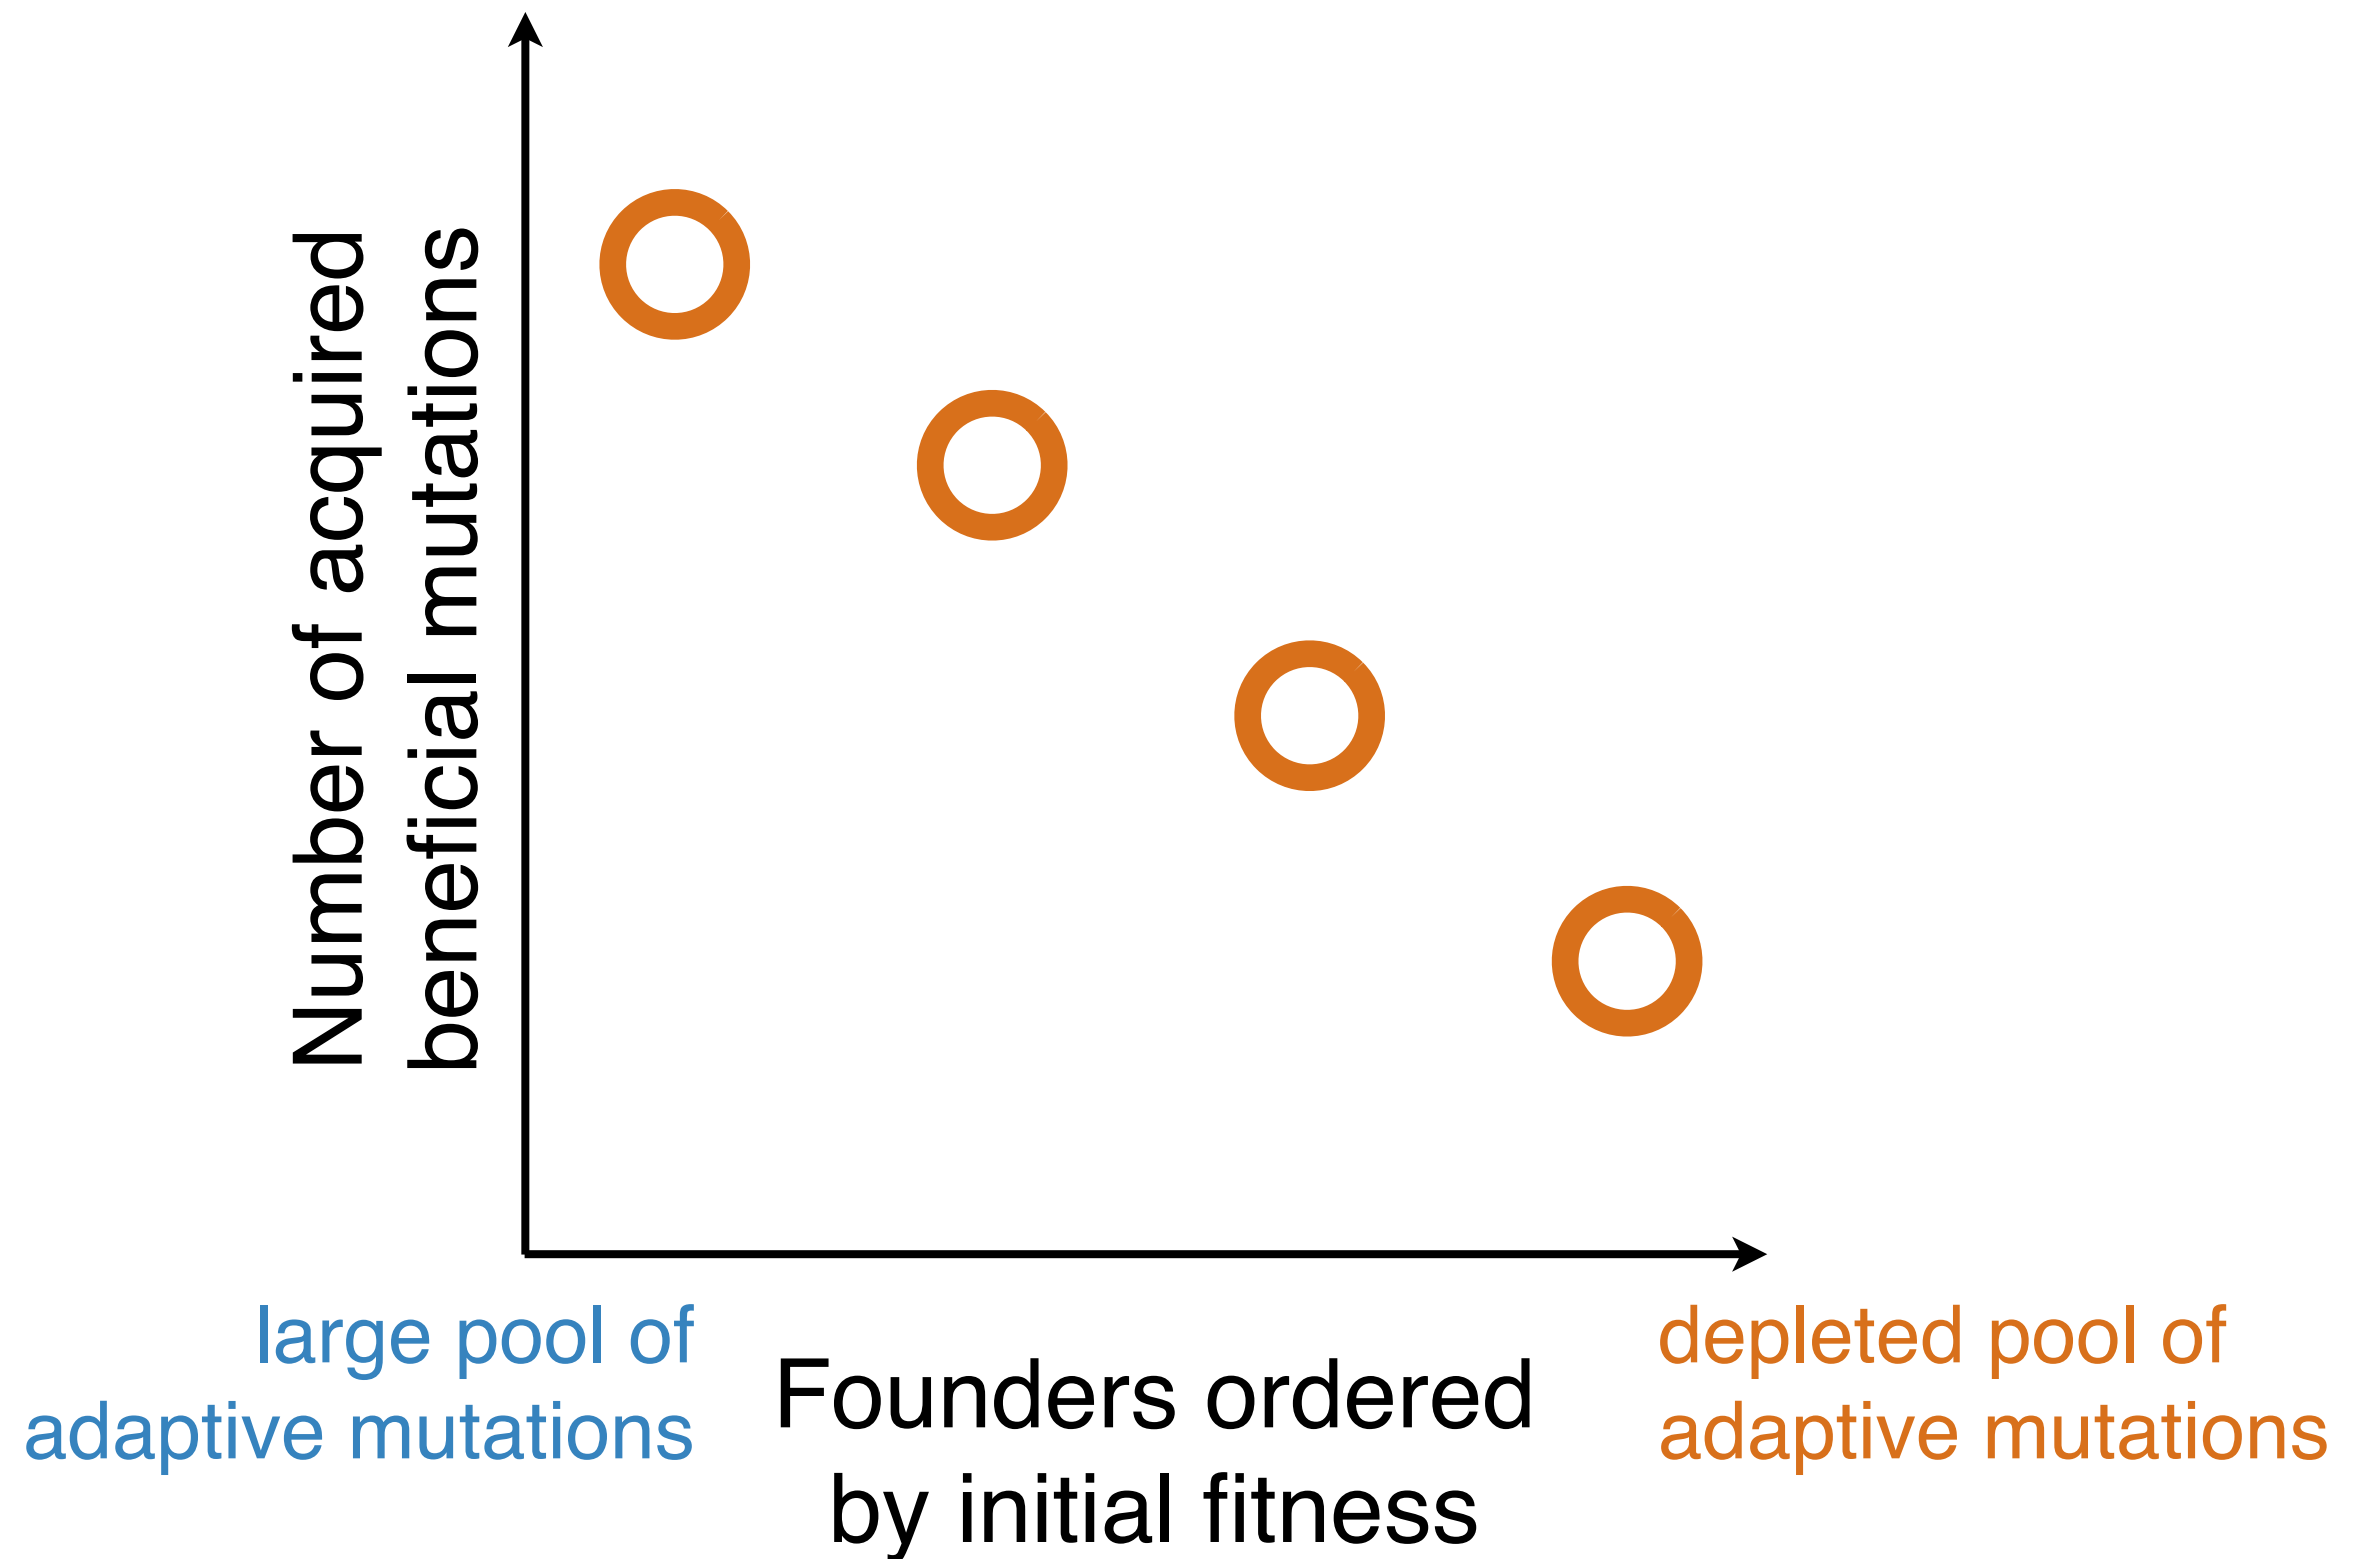 Number of acquired
beneficial mutations
large pool of
adaptive mutations
Founders ordered
by initial fitness
depleted pool of
adaptive mutations